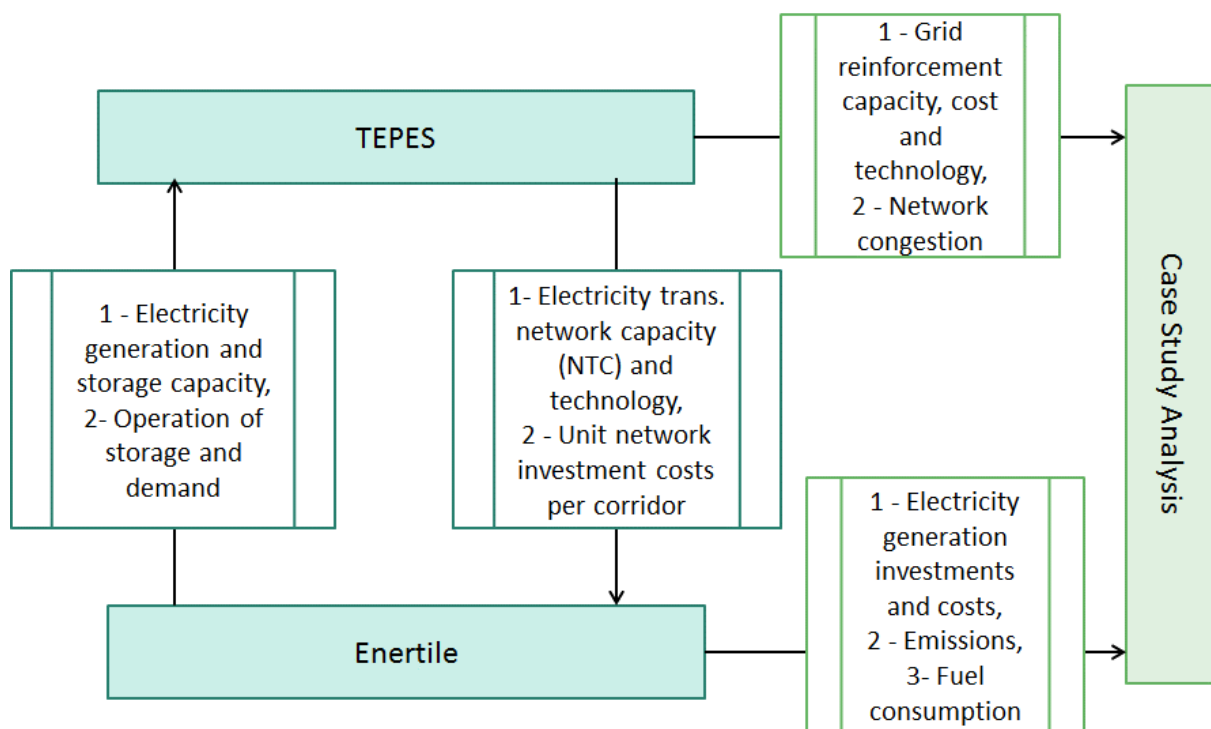 TEPES
1 - Grid
reinforcement
capacity, cost
and
technology,
2 - Network
congestion
1 - Electricity
generation and
storage capacity,
2- Operation of
storage and
demand
1- Electricity trans.
network capacity
(NTC) and
technology,
2 - Unit network
investment costs
per corridor
Case Study Analysis
Enertile
1 - Electricity
generation
investments
and costs,
2 - Emissions,
3- Fuel
consumption